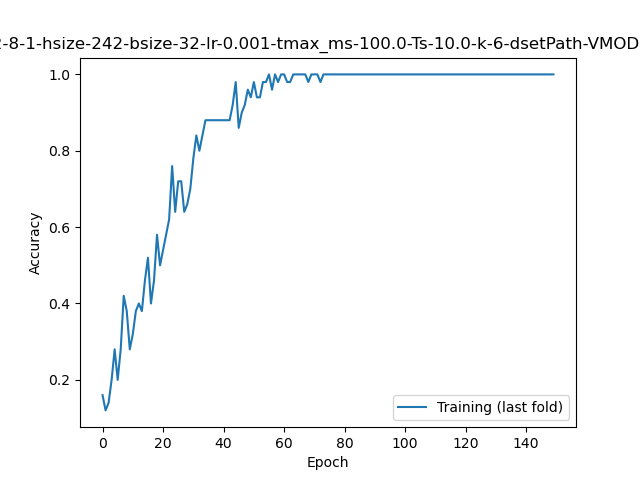 -8-1-hsize-242-bsize-32-lr-0.001-tmax_ms-100.0-Ts-10.0-k-6-dsetPath-VMOD
1.0
0.8
0.6
0.4
0.2
Accuracy
Training (last fold)
0 20 40 60 80 100 120 140
Epoch